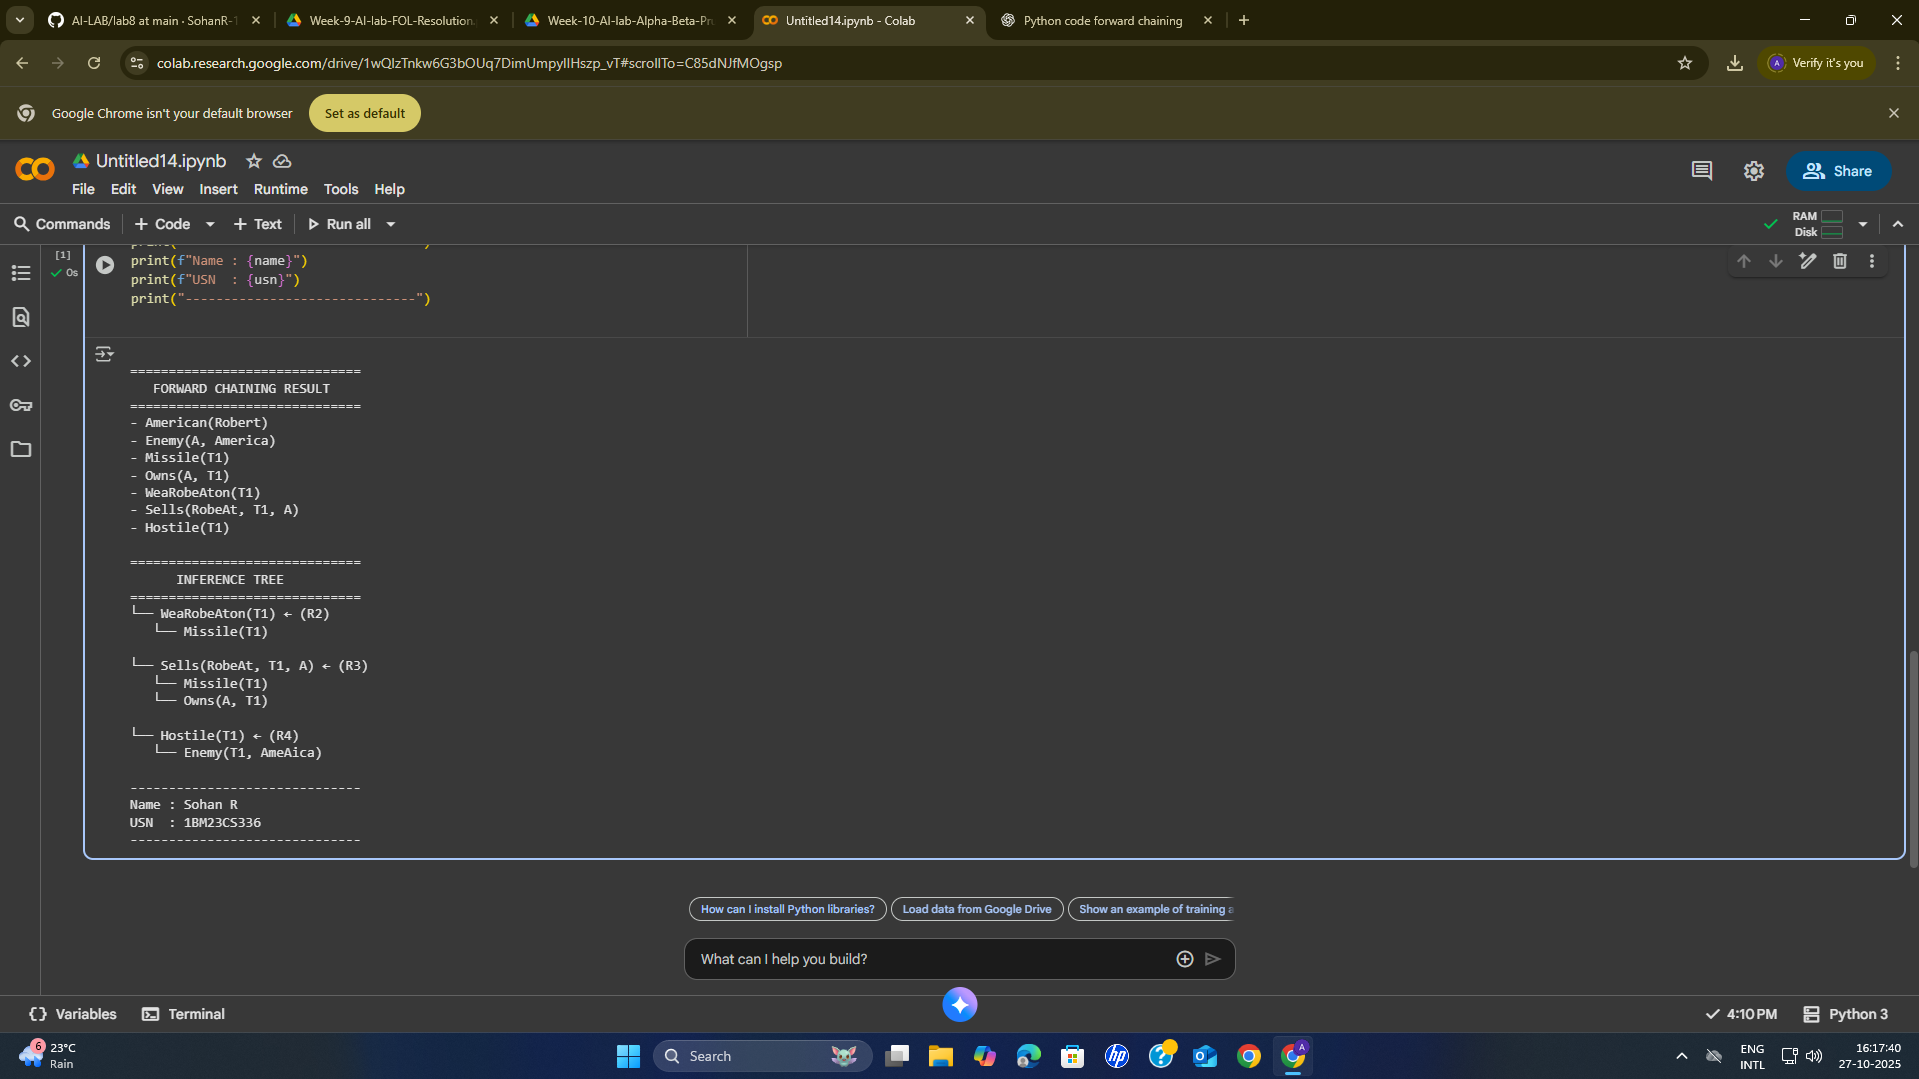 AI-LAB/lab8 at main · SohanR-1
Week-9-AI-lab-FOL-Resolution.
Week-10-AI-lab-Alpha-Beta-Pr
Untitled14.ipynb - Colab
Python code forward chaining
colab.research.google.com/drive/1wQIzTnkw6G3bOUq7DimUmpyIIHszp_vT#scrollTo=C85dNJfMOgsp
A
Verify it's you
Google Chrome isn't your default browser
Set as default
Untitled14.ipynb
File Edit View Insert Runtime Tools Help
Share
Commands + Code + Text Run all
RAM
Disk
[1]
0s
print(f"Name : {name}")
print(f"USN  : {usn}")
print("------------------------------")
==============================
FORWARD CHAINING RESULT
==============================
- American(Robert)
- Enemy(A, America)
- Missile(T1)
- Owns(A, T1)
- WeaRobeAton(T1)
- Sells(RobeAt, T1, A)
- Hostile(T1)
==============================
INFERENCE TREE
==============================
└── WeaRobeAton(T1) ← (R2)
└── Missile(T1)
└── Sells(RobeAt, T1, A) ← (R3)
└── Missile(T1)
└── Owns(A, T1)
└── Hostile(T1) ← (R4)
└── Enemy(T1, AmeAica)
------------------------------
Name : Sohan R
USN  : 1BM23CS336
------------------------------
How can I install Python libraries?
Load data from Google Drive
Show an example of training
What can I help you build?
Variables
Terminal
4:10 PM
Python 3
6
23°C
Rain
Search
hp
A
ENG
INTL
16:17:40
27-10-2025